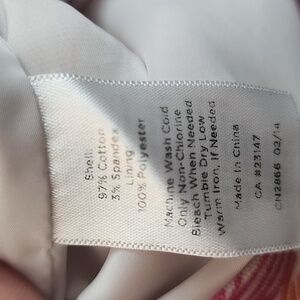 Shell:
97% Cotton
3% Spandex
Lining
100% Polyester
Machine Wash Cold
Only Non-Chlorine
Bleach When Needed
Tumble Dry Low
Warm Iron, If Needed
Made In China
CA #23147
CN2866 02/14